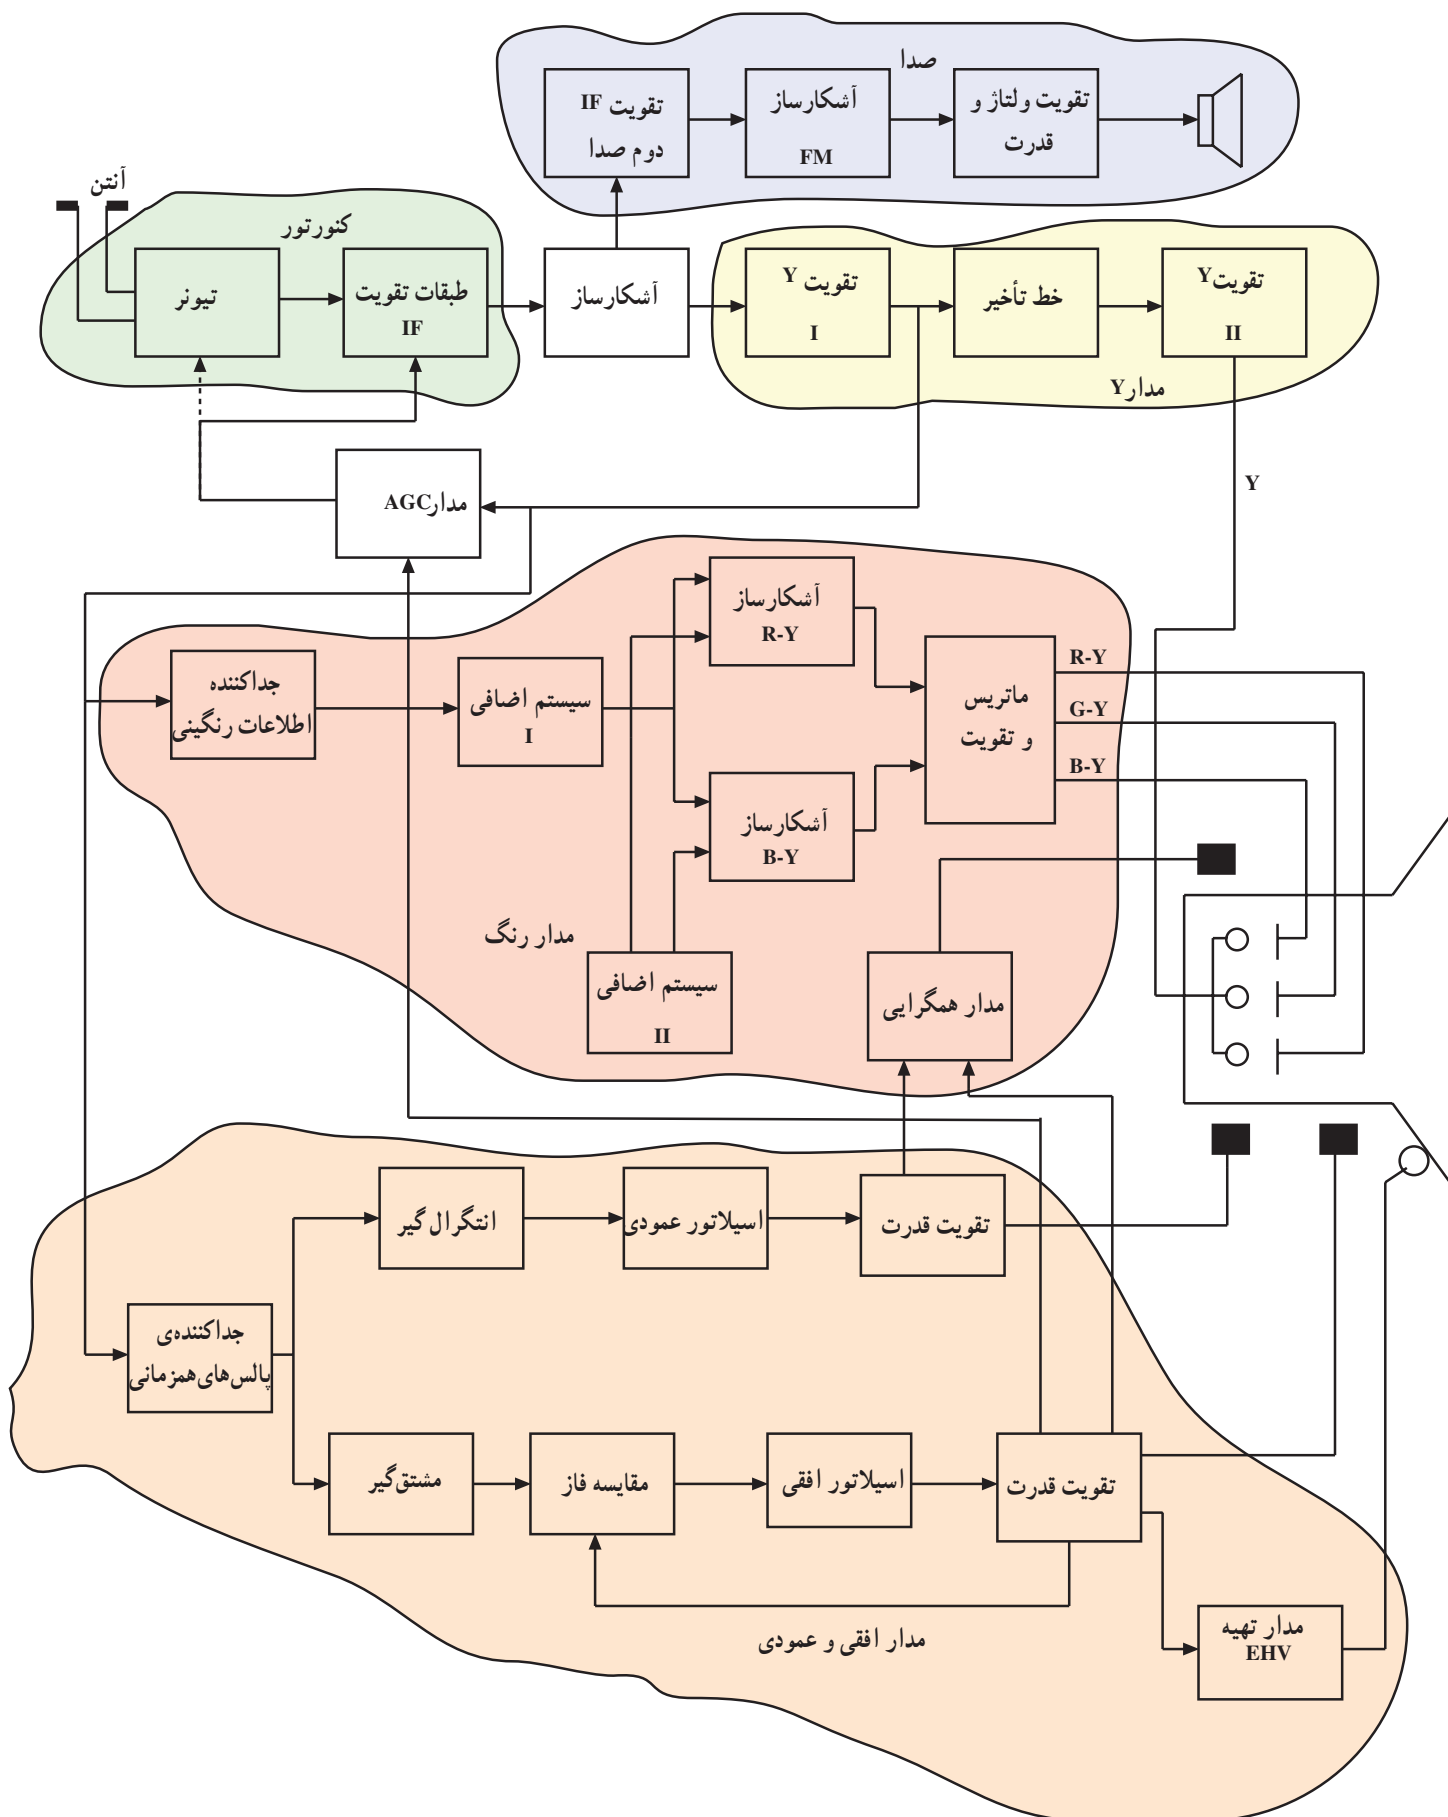 صدا
تقویت IF
دوم صدا
آشکارساز
FM
تقویت ولتاژ و
قدرت
آنتن
کنورتور
تیونر
طبقات تقویت
IF
آشکارساز
تقویت Y
I
خط تأخیر
تقویت Y
II
مدار Y
مدار AGC
Y
جداکننده
اطلاعات رنگینی
سیستم اضافی
I
آشکارساز
R-Y
آشکارساز
B-Y
ماتریس
و تقویت
R-Y
G-Y
B-Y
مدار رنگ
سیستم اضافی
II
مدار همگرایی
انتگرال گیر
اسیلاتور عمودی
تقویت قدرت
جداکننده‌ی
پالس‌های همزمانی
مشتق‌گیر
مقایسه فاز
اسیلاتور افقی
تقویت قدرت
مدار افقی و عمودی
مدار تهیه
EHV